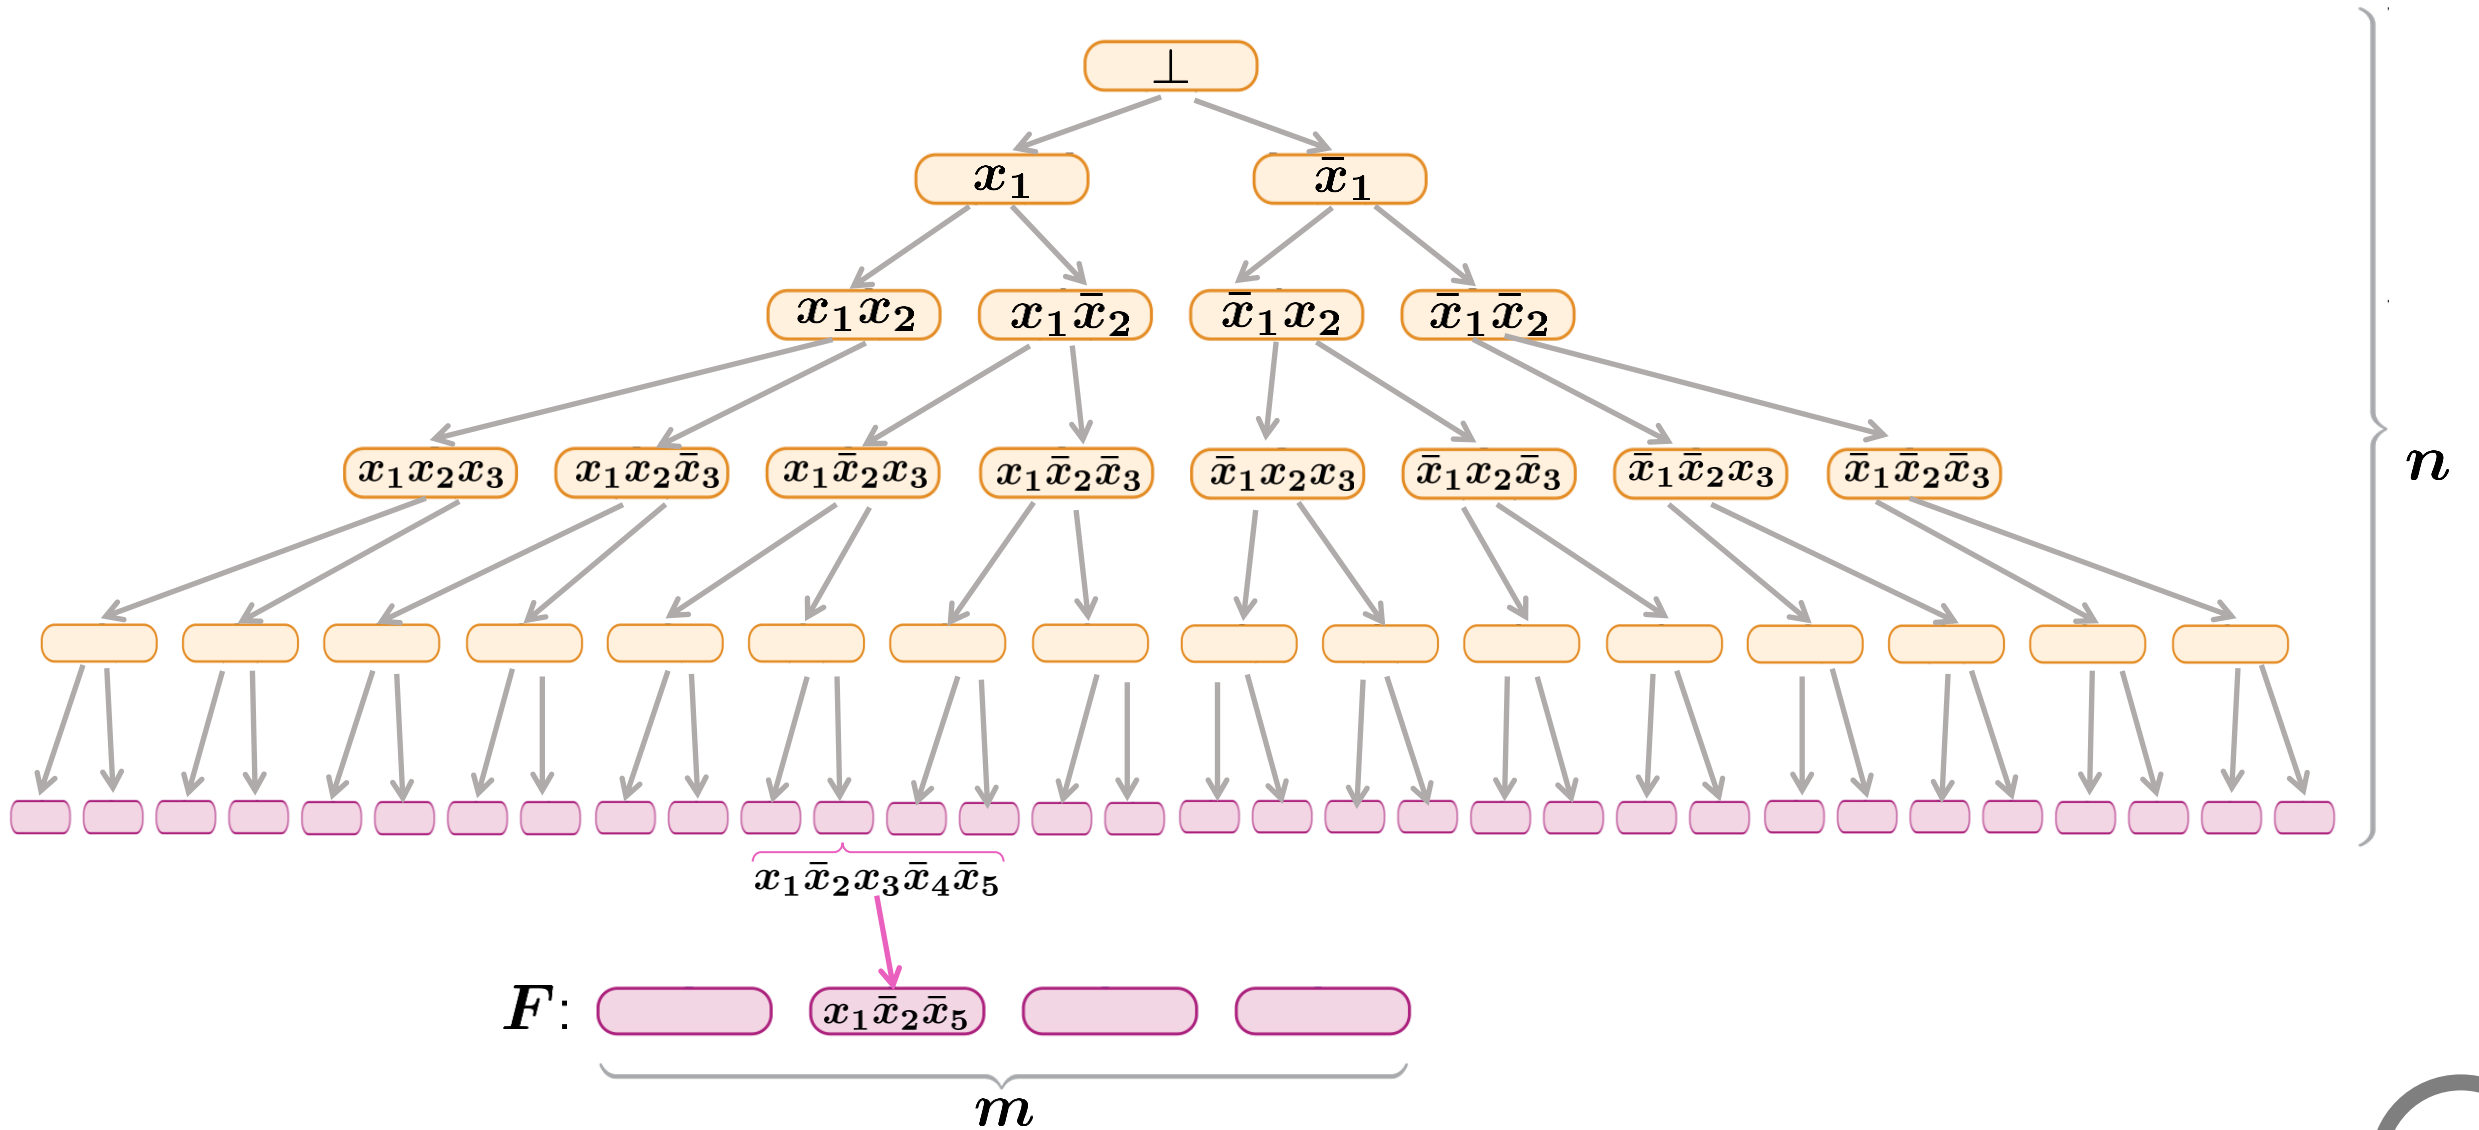 ⊥
x₁ x̄₁
x₁x₂ x₁x̄₂ x̄₁x₂ x̄₁x̄₂
x₁x₂x₃ x₁x₂x̄₃ x₁x̄₂x₃ x₁x̄₂x̄₃ x̄₁x₂x₃ x̄₁x₂x̄₃ x̄₁x̄₂x₃ x̄₁x̄₂x̄₃
n
x₁x̄₂x₃x̄₄x̄₅
F: x₁x̄₂x̄₅
m